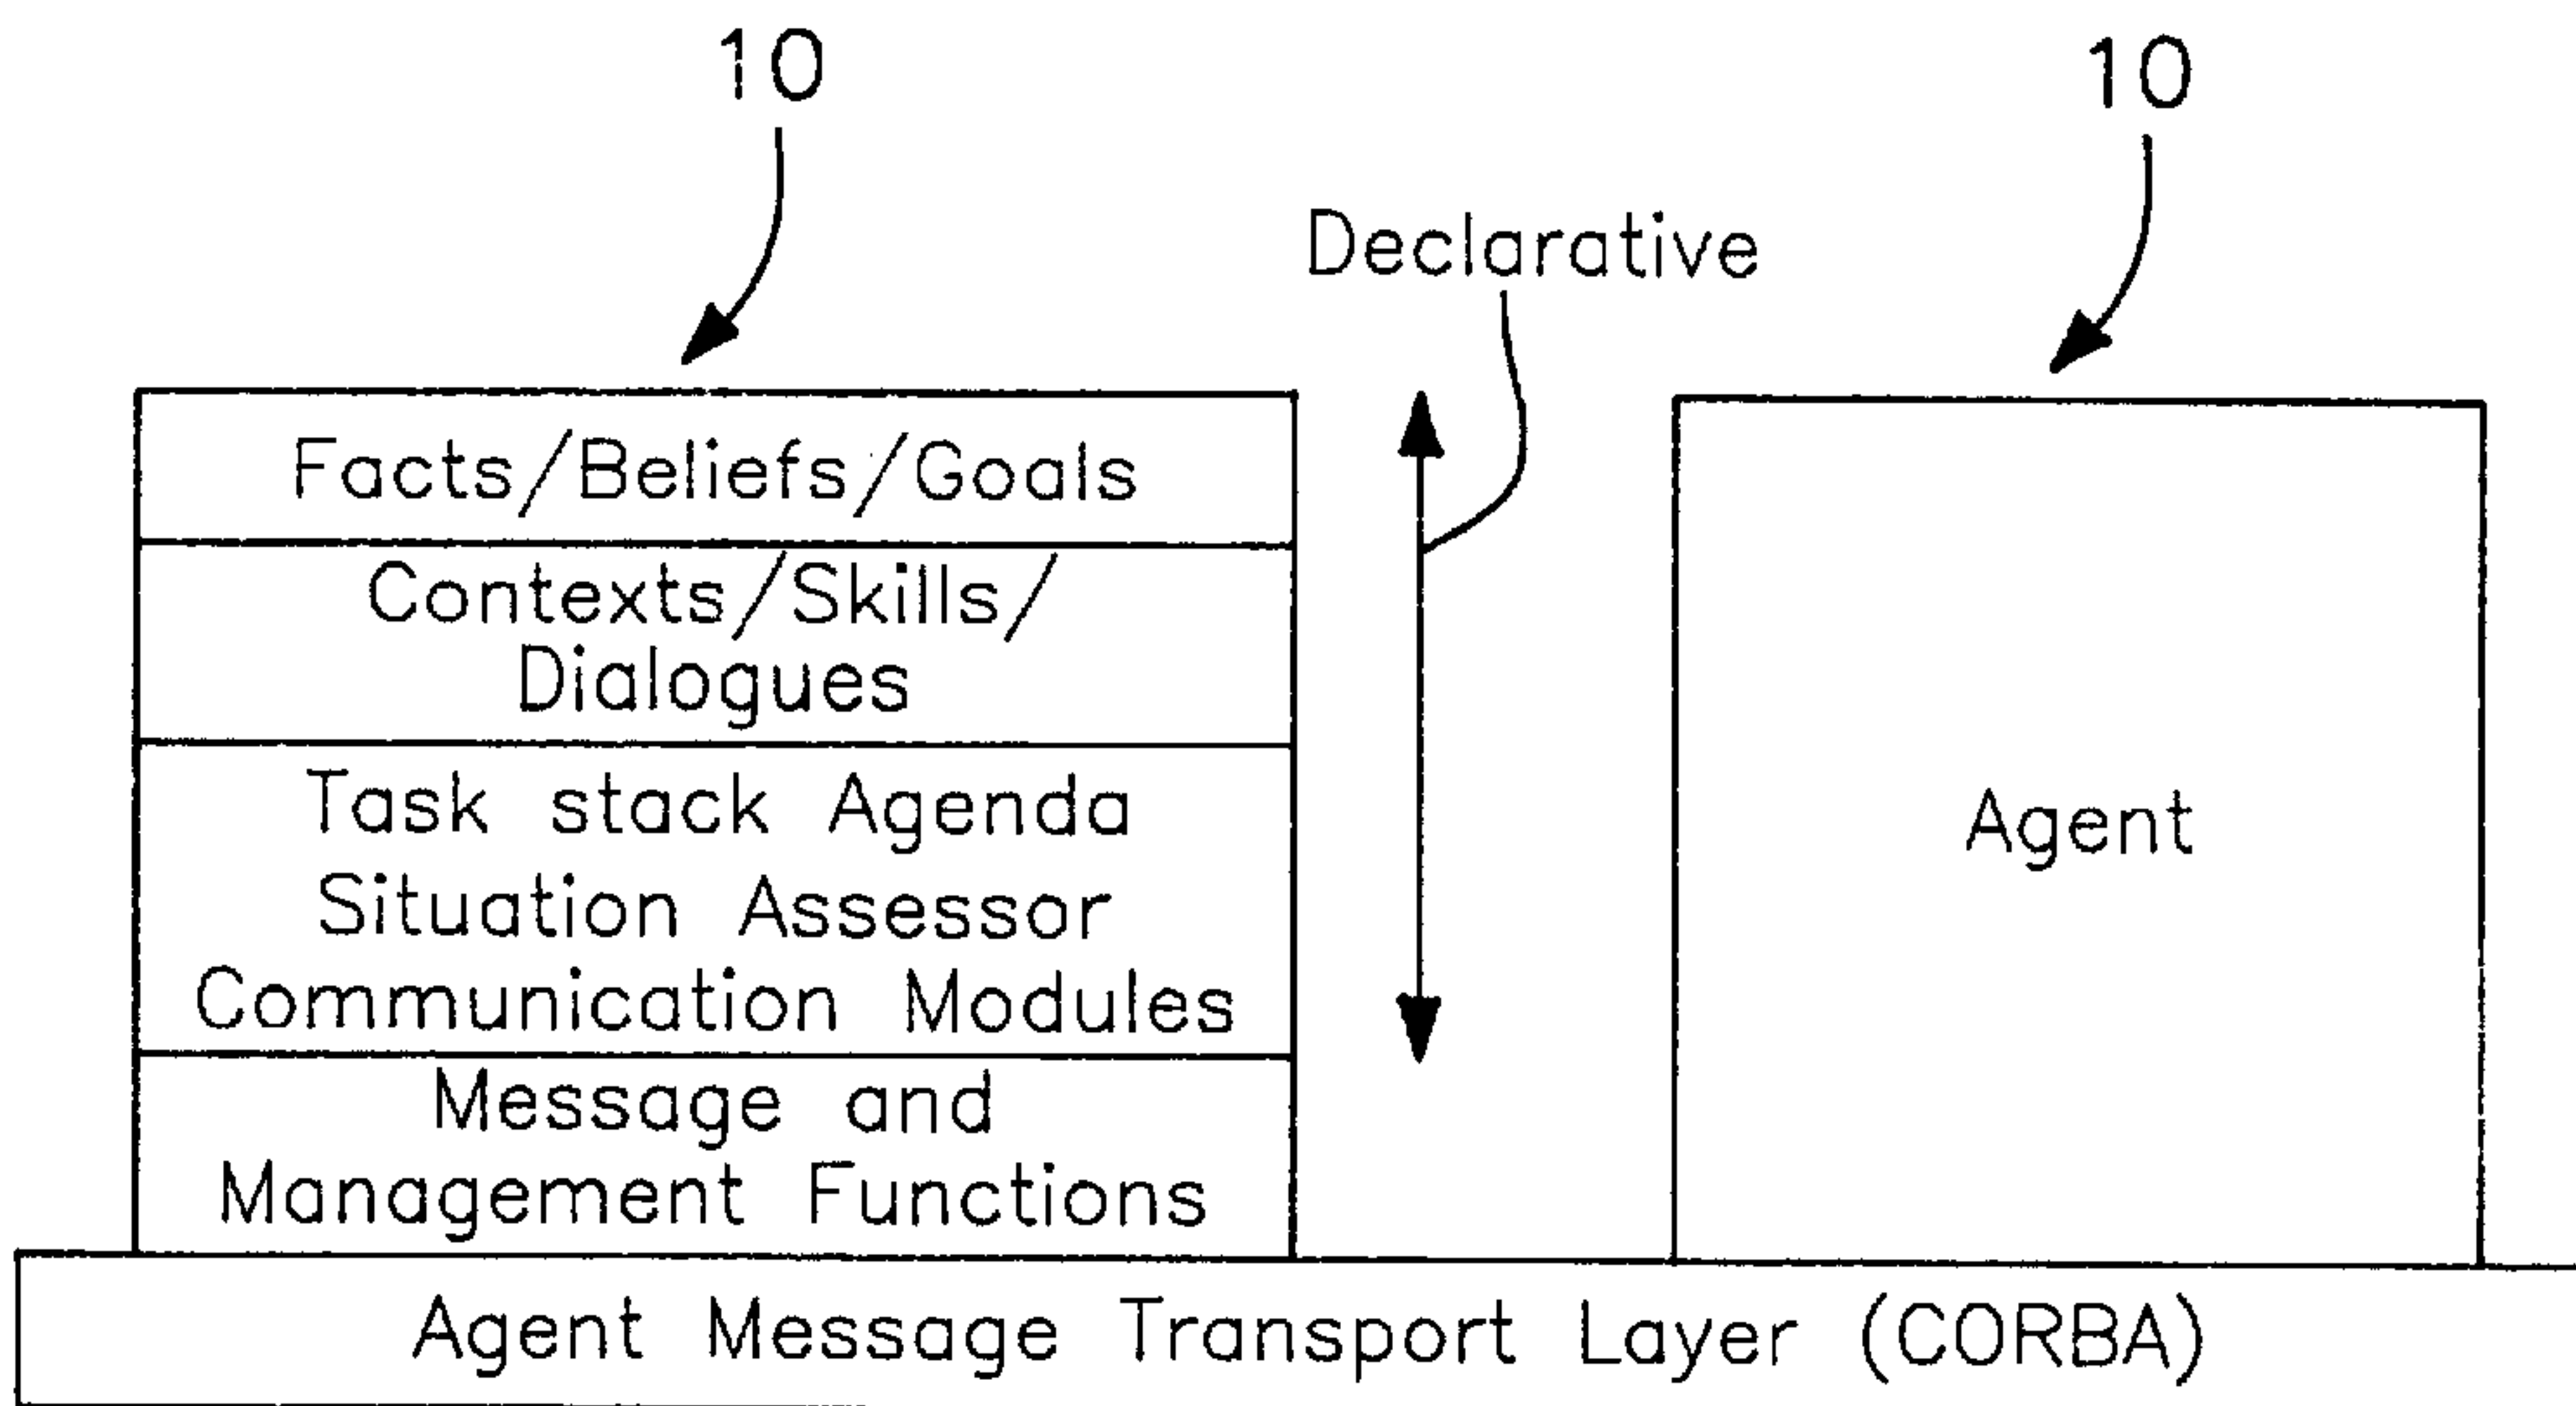 10
10
Declarative
Facts/Beliefs/Goals
Contexts/Skills/
Dialogues
Task stack Agenda
Situation Assessor
Communication Modules
Message and
Management Functions
Agent
Agent Message Transport Layer (CORBA)